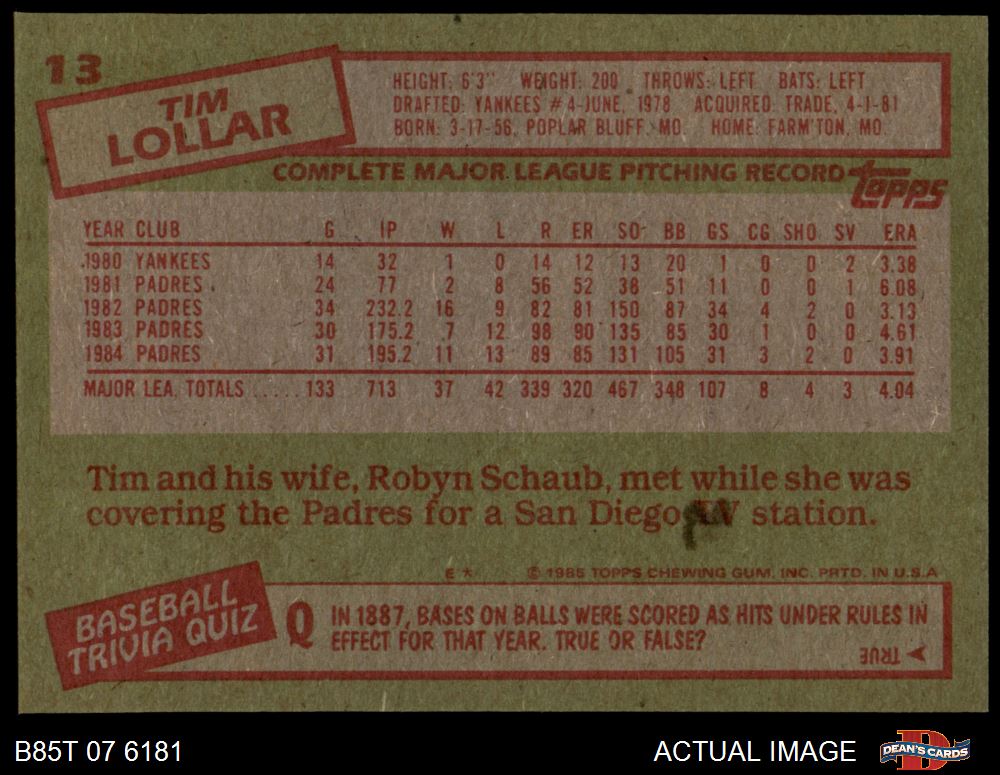 13
TIM
LOLLAR
HEIGHT: 6'3" WEIGHT: 200 THROWS: LEFT BATS: LEFT
DRAFTED: YANKEES #4-JUNE, 1978 ACQUIRED: TRADE, 4-1-81
BORN: 3-17-56, POPLAR BLUFF, MO. HOME: FARM'TON, MO.
COMPLETE MAJOR LEAGUE PITCHING RECORD topps
YEAR CLUB G IP W L R ER SO BB GS CG SHO SV ERA
1980 YANKEES 14 32 1 0 14 12 13 20 1 0 0 2 3.38
1981 PADRES 24 77 2 8 56 52 38 51 11 0 0 1 6.08
1982 PADRES 34 232.2 16 9 82 81 150 87 34 4 2 0 3.13
1983 PADRES 30 175.2 7 12 98 90 135 85 30 1 0 0 4.61
1984 PADRES 31 195.2 11 13 89 85 131 105 31 3 2 0 3.91
MAJOR LEA. TOTALS ..... 133 713 37 42 339 320 467 348 107 8 4 3 4.04
Tim and his wife, Robyn Schaub, met while she was
covering the Padres for a San Diego TV station.
E * © 1985 TOPPS CHEWING GUM, INC. PRTD. IN U.S.A.
BASEBALL
TRIVIA QUIZ
Q IN 1887, BASES ON BALLS WERE SCORED AS HITS UNDER RULES IN
EFFECT FOR THAT YEAR. TRUE OR FALSE?
TRUE
B85T 07 6181
ACTUAL IMAGE
DEAN'S CARDS